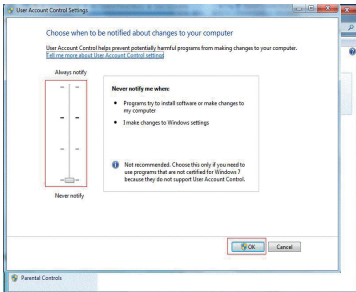 User Account Control Settings
Choose when to be notified about changes to your computer
User Account Control helps prevent potentially harmful programs from making changes to your computer.
Tell me more about User Account Control settings
Always notify
Never notify me when:
Programs try to install software or make changes to
my computer
I make changes to Windows settings
Not recommended. Choose this only if you need to
use programs that are not certified for Windows 7
because they do not support User Account Control.
Never notify
OK
Cancel
Parental Controls